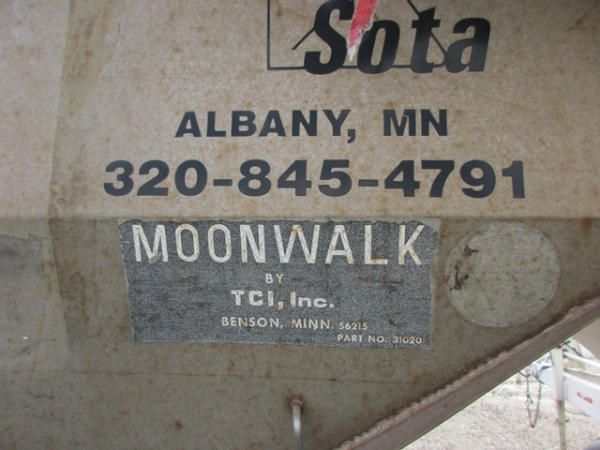 Sota
ALBANY, MN
320-845-4791
MOONWALK
BY
TCI, Inc.
BENSON, MINN. 56215
PART NO. 31020